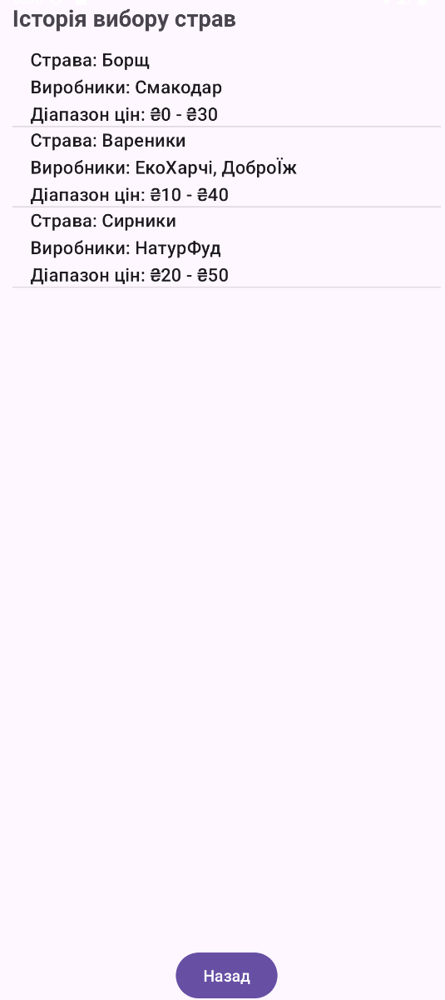 Історія вибору страв
Страва: Борщ
Виробники: Смакодар
Діапазон цін: ₴0 - ₴30
Страва: Вареники
Виробники: ЕкоХарчі, ДоброЇж
Діапазон цін: ₴10 - ₴40
Страва: Сирники
Виробники: НатурФуд
Діапазон цін: ₴20 - ₴50
Назад